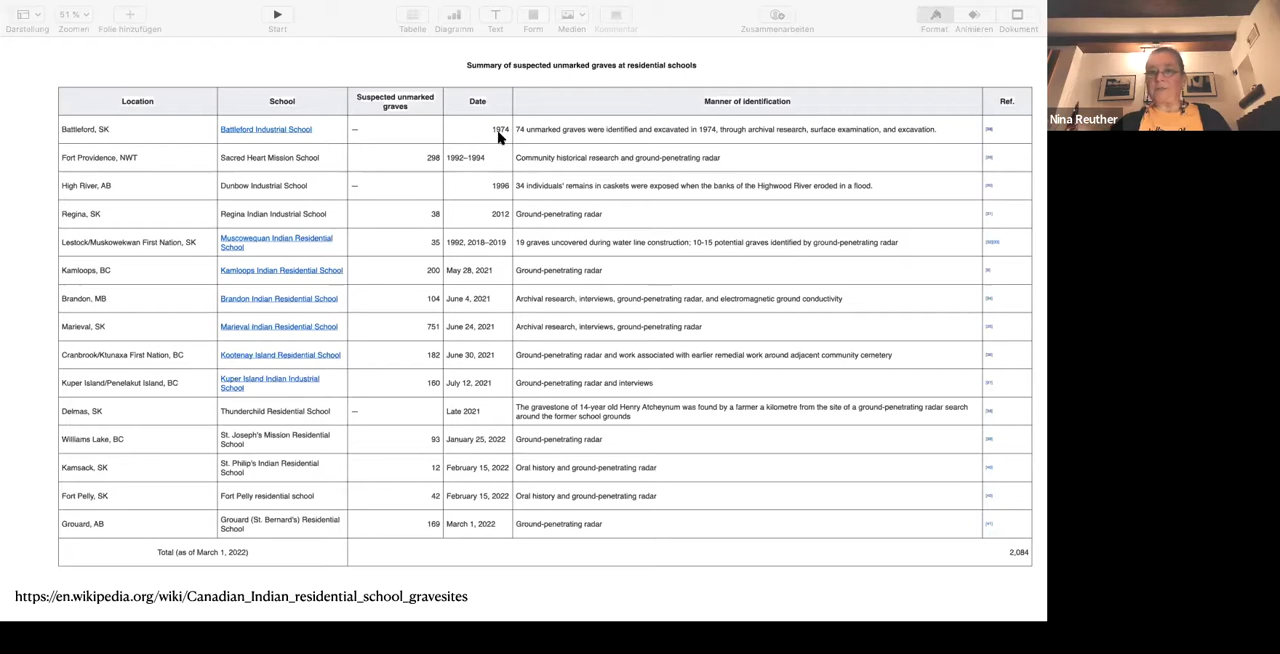 Darstellung Zoomen Folie hinzufügen Start Tabelle Diagramm Text Form Medien Kommentar Zusammenarbeiten Format Animieren Dokument
51 %
Nina Reuther
Summary of suspected unmarked graves at residential schools
Location School Suspected unmarked graves Date Manner of identification Ref.
Battleford, SK Battleford Industrial School — 1974 74 unmarked graves were identified and excavated in 1974, through archival research, surface examination, and excavation.
Fort Providence, NWT Sacred Heart Mission School 298 1992–1994 Community historical research and ground-penetrating radar
High River, AB Dunbow Industrial School — 1996 34 individuals' remains in caskets were exposed when the banks of the Highwood River eroded in a flood.
Regina, SK Regina Indian Industrial School 38 2012 Ground-penetrating radar
Lestock/Muskowekwan First Nation, SK Muscowequan Indian Residential School 35 1992, 2018–2019 19 graves uncovered during water line construction; 10-15 potential graves identified by ground-penetrating radar
Kamloops, BC Kamloops Indian Residential School 200 May 28, 2021 Ground-penetrating radar
Brandon, MB Brandon Indian Residential School 104 June 4, 2021 Archival research, interviews, ground-penetrating radar, and electromagnetic ground conductivity
Marieval, SK Marieval Indian Residential School 751 June 24, 2021 Archival research, interviews, ground-penetrating radar
Cranbrook/Ktunaxa First Nation, BC Kootenay Island Residential School 182 June 30, 2021 Ground-penetrating radar and work associated with earlier remedial work around adjacent community cemetery
Kuper Island/Penelakut Island, BC Kuper Island Indian Industrial School 160 July 12, 2021 Ground-penetrating radar and interviews
Delmas, SK Thunderchild Residential School — Late 2021 The gravestone of 14-year old Henry Atcheynum was found by a farmer a kilometre from the site of a ground-penetrating radar search around the former school grounds
Williams Lake, BC St. Joseph's Mission Residential School 93 January 25, 2022 Ground-penetrating radar
Kamsack, SK St. Philip's Indian Residential School 12 February 15, 2022 Oral history and ground-penetrating radar
Fort Pelly, SK Fort Pelly residential school 42 February 15, 2022 Oral history and ground-penetrating radar
Grouard, AB Grouard (St. Bernard's) Residential School 169 March 1, 2022 Ground-penetrating radar
Total (as of March 1, 2022) 2,084
https://en.wikipedia.org/wiki/Canadian_Indian_residential_school_gravesites